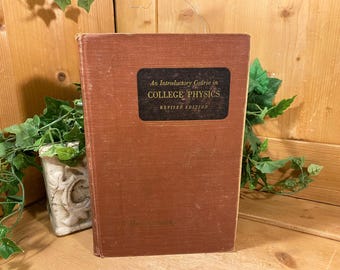 An Introductory Course in
COLLEGE PHYSICS
REVISED EDITION